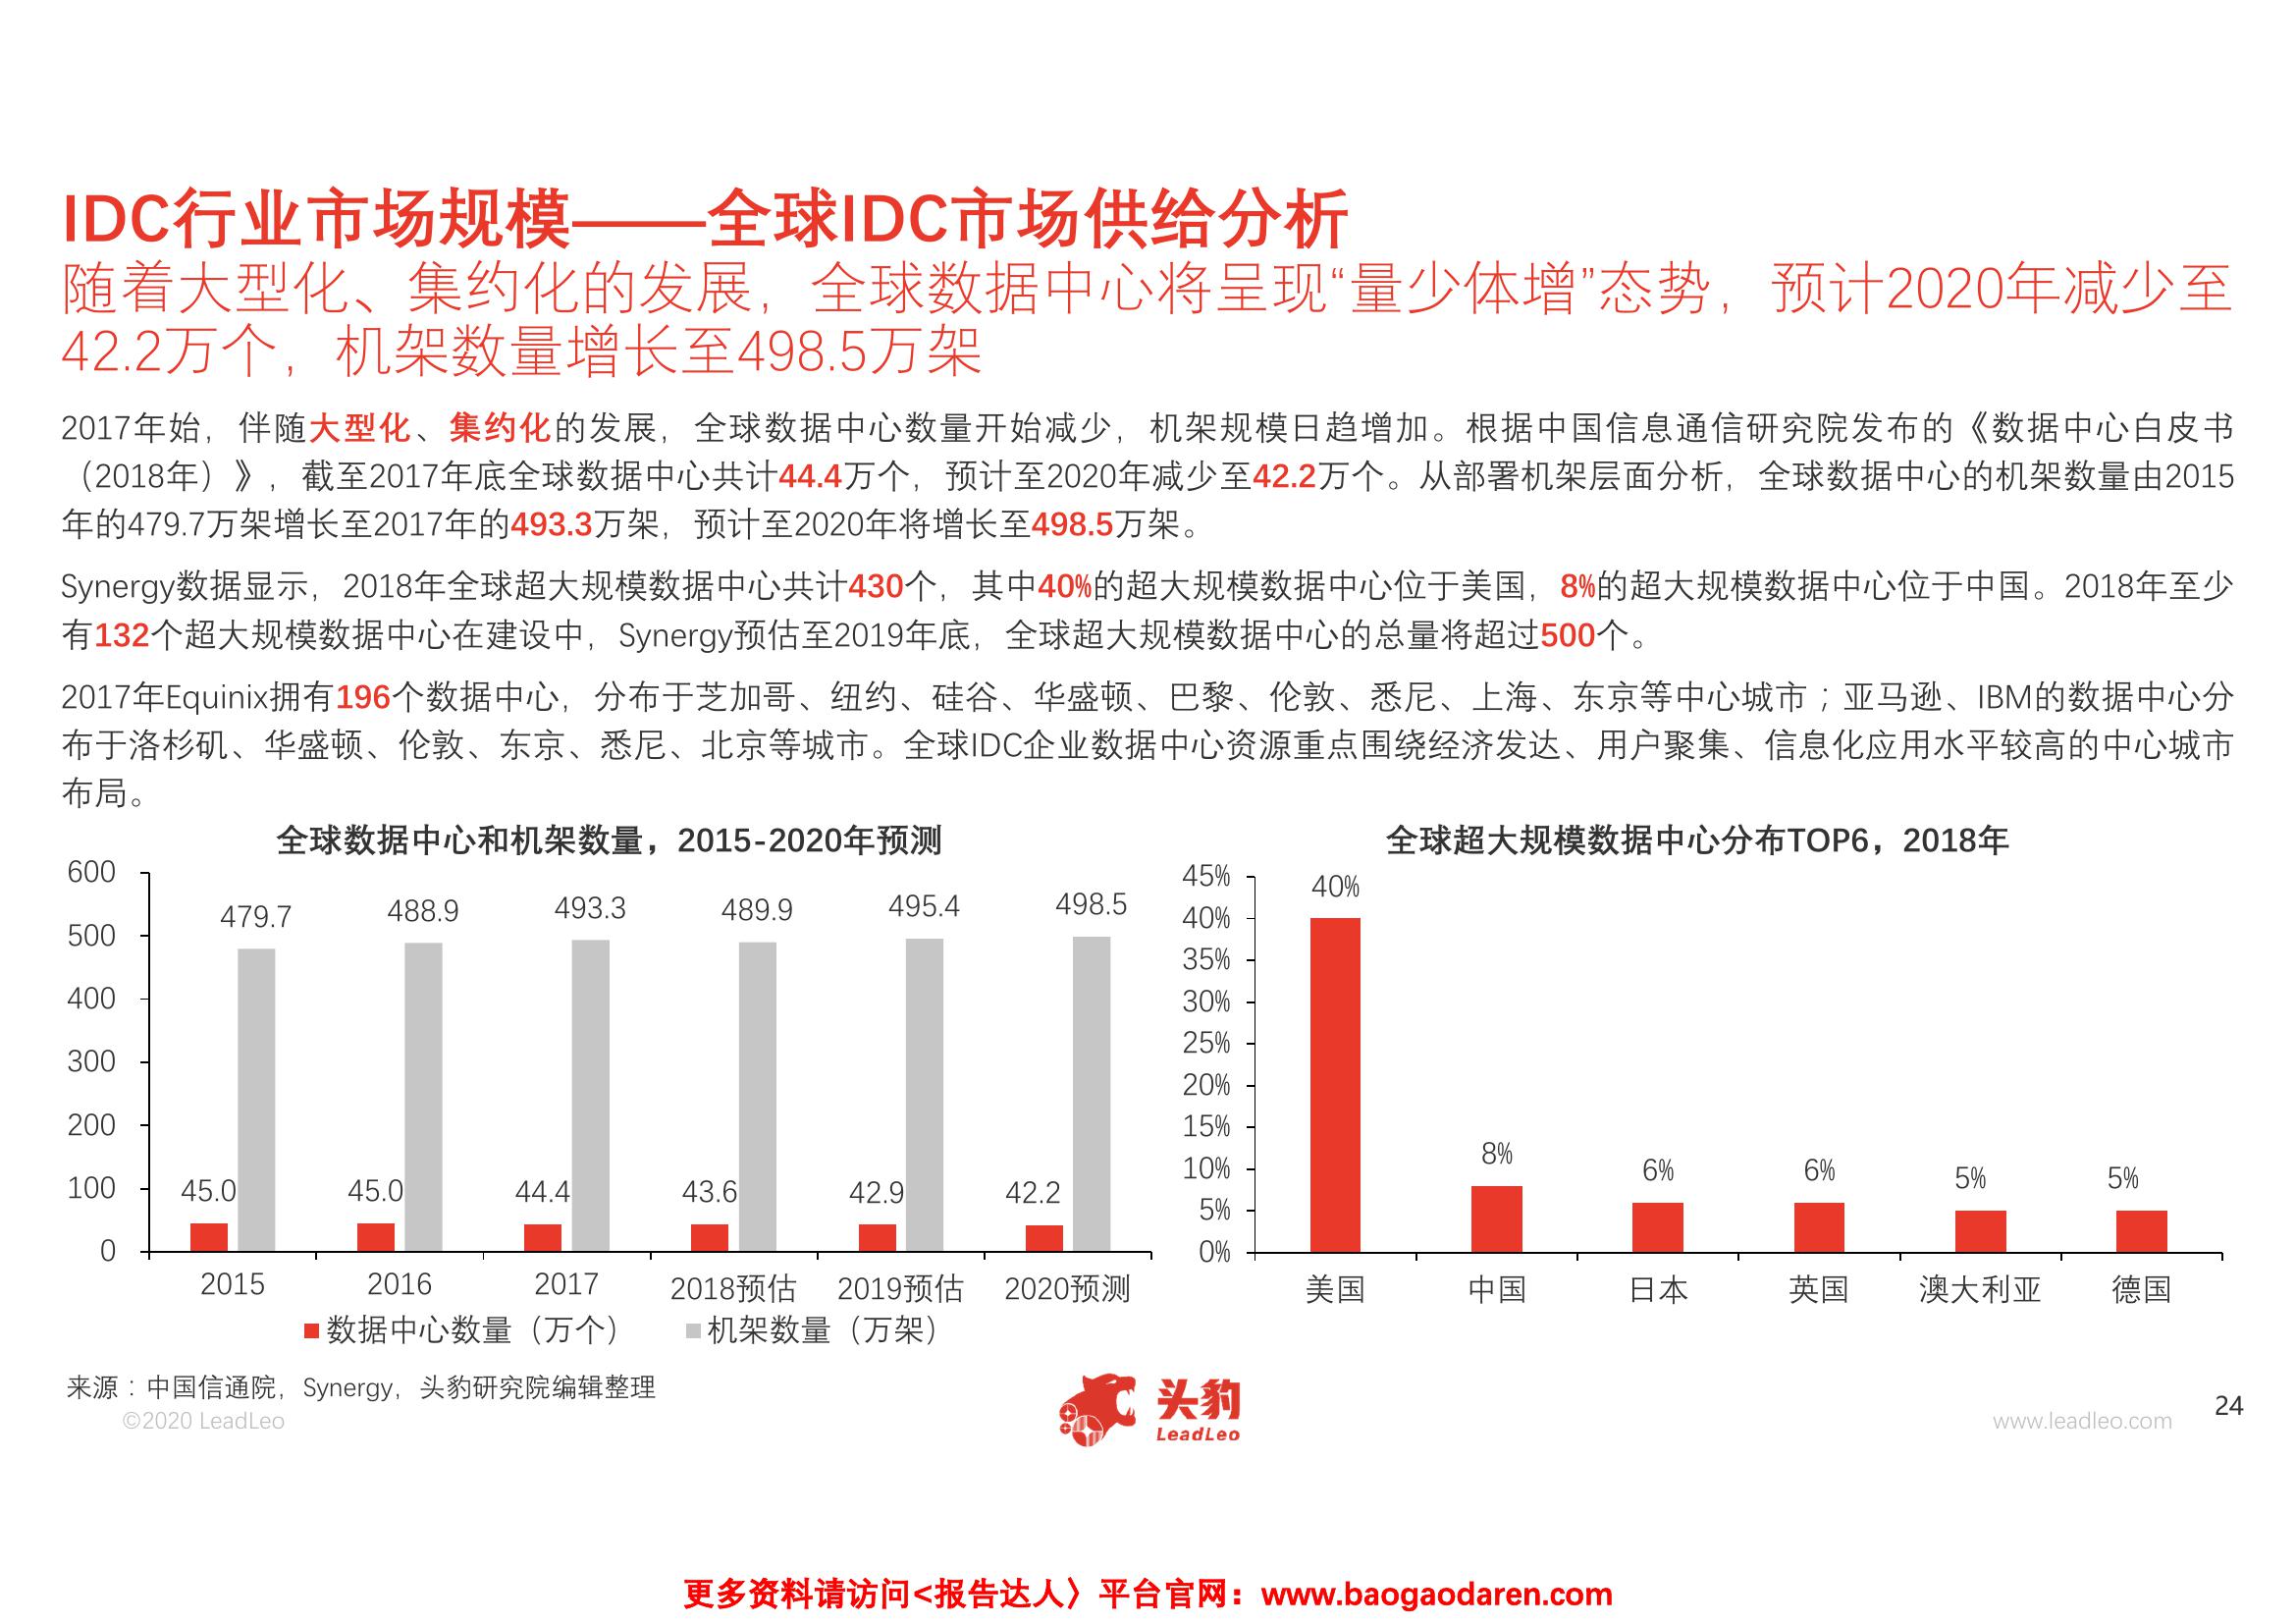 IDC行业市场规模——全球IDC市场供给分析
随着大型化、集约化的发展，全球数据中心将呈现“量少体增”态势，预计2020年减少至
42.2万个，机架数量增长至498.5万架
2017年始，伴随大型化、集约化的发展，全球数据中心数量开始减少，机架规模日趋增加。根据中国信息通信研究院发布的《数据中心白皮书
（2018年）》，截至2017年底全球数据中心共计44.4万个，预计至2020年减少至42.2万个。从部署机架层面分析，全球数据中心的机架数量由2015
年的479.7万架增长至2017年的493.3万架，预计至2020年将增长至498.5万架。
Synergy数据显示，2018年全球超大规模数据中心共计430个，其中40%的超大规模数据中心位于美国，8%的超大规模数据中心位于中国。2018年至少
有132个超大规模数据中心在建设中，Synergy预估至2019年底，全球超大规模数据中心的总量将超过500个。
2017年Equinix拥有196个数据中心，分布于芝加哥、纽约、硅谷、华盛顿、巴黎、伦敦、悉尼、上海、东京等中心城市；亚马逊、IBM的数据中心分
布于洛杉矶、华盛顿、伦敦、东京、悉尼、北京等城市。全球IDC企业数据中心资源重点围绕经济发达、用户聚集、信息化应用水平较高的中心城市
布局。
全球数据中心和机架数量，2015-2020年预测
600
500
400
300
200
100
0
479.7
488.9
493.3
489.9
495.4
498.5
45.0
45.0
44.4
43.6
42.9
42.2
2015
2016
2017
2018预估
2019预估
2020预测
数据中心数量（万个）
机架数量（万架）
全球超大规模数据中心分布TOP6，2018年
45%
40%
35%
30%
25%
20%
15%
10%
5%
0%
40%
8%
6%
6%
5%
5%
美国
中国
日本
英国
澳大利亚
德国
来源：中国信通院，Synergy，头豹研究院编辑整理
©2020 LeadLeo
头豹
LeadLeo
www.leadleo.com
24
更多资料请访问<报告达人〉平台官网：www.baogaodaren.com